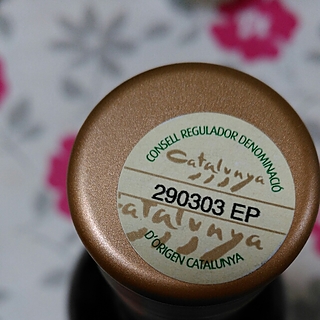 CONSELL REGULADOR DENOMINACIÓ
Catalunya
290303 EP
Catalunya
D'ORIGEN CATALUNYA